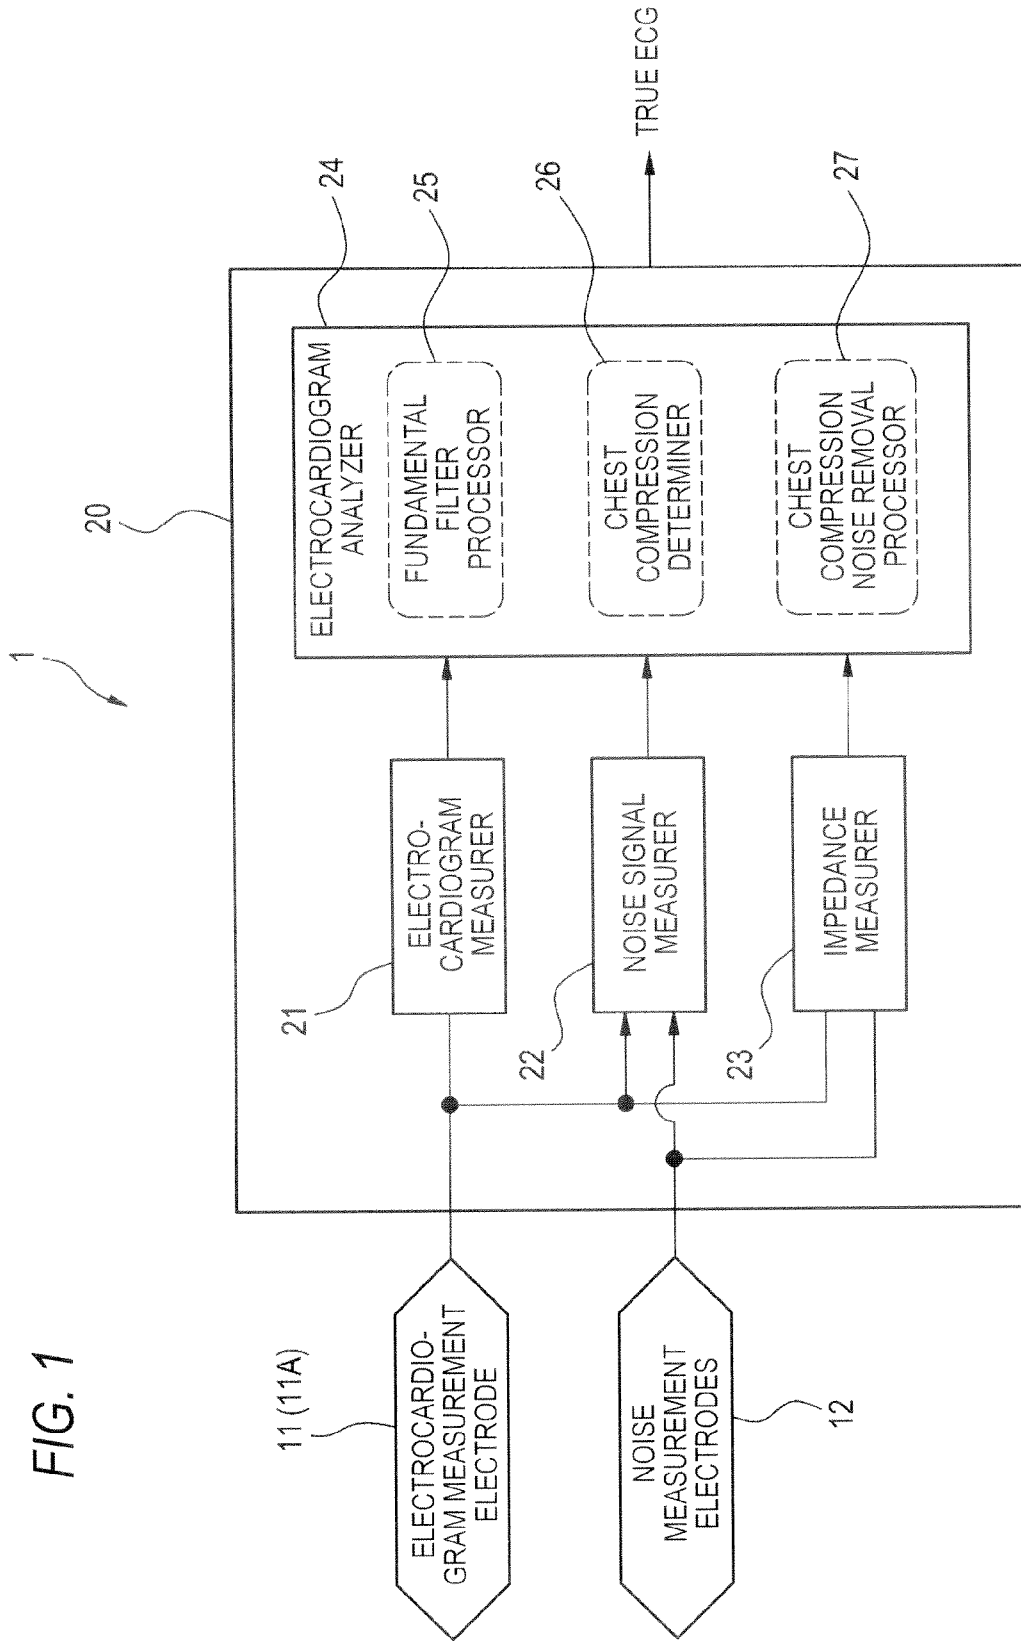 FIG. 1
1
20
11 (11A)
ELECTROCARDIO-
GRAM MEASUREMENT
ELECTRODE
NOISE
MEASUREMENT
ELECTRODES
12
21
ELECTRO-
CARDIOGRAM
MEASURER
22
NOISE SIGNAL
MEASURER
23
IMPEDANCE
MEASURER
24
ELECTROCARDIOGRAM
ANALYZER
25
FUNDAMENTAL
FILTER
PROCESSOR
26
CHEST
COMPRESSION
DETERMINER
27
CHEST
COMPRESSION
NOISE REMOVAL
PROCESSOR
TRUE ECG